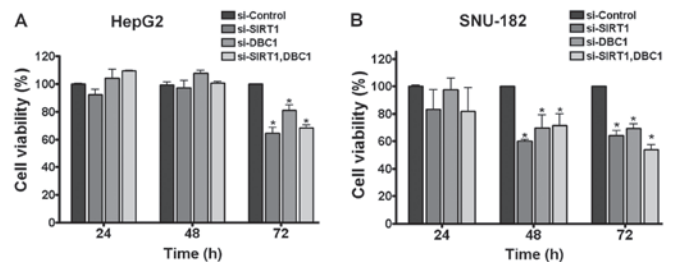 A
HepG2
si-Control
si-SIRT1
si-DBC1
si-SIRT1,DBC1
Cell viability (%)
120
100
80
60
40
20
0
* * *
24 48 72
Time (h)
B
SNU-182
si-Control
si-SIRT1
si-DBC1
si-SIRT1,DBC1
Cell viability (%)
120
100
80
60
40
20
0
* * * * * *
24 48 72
Time (h)